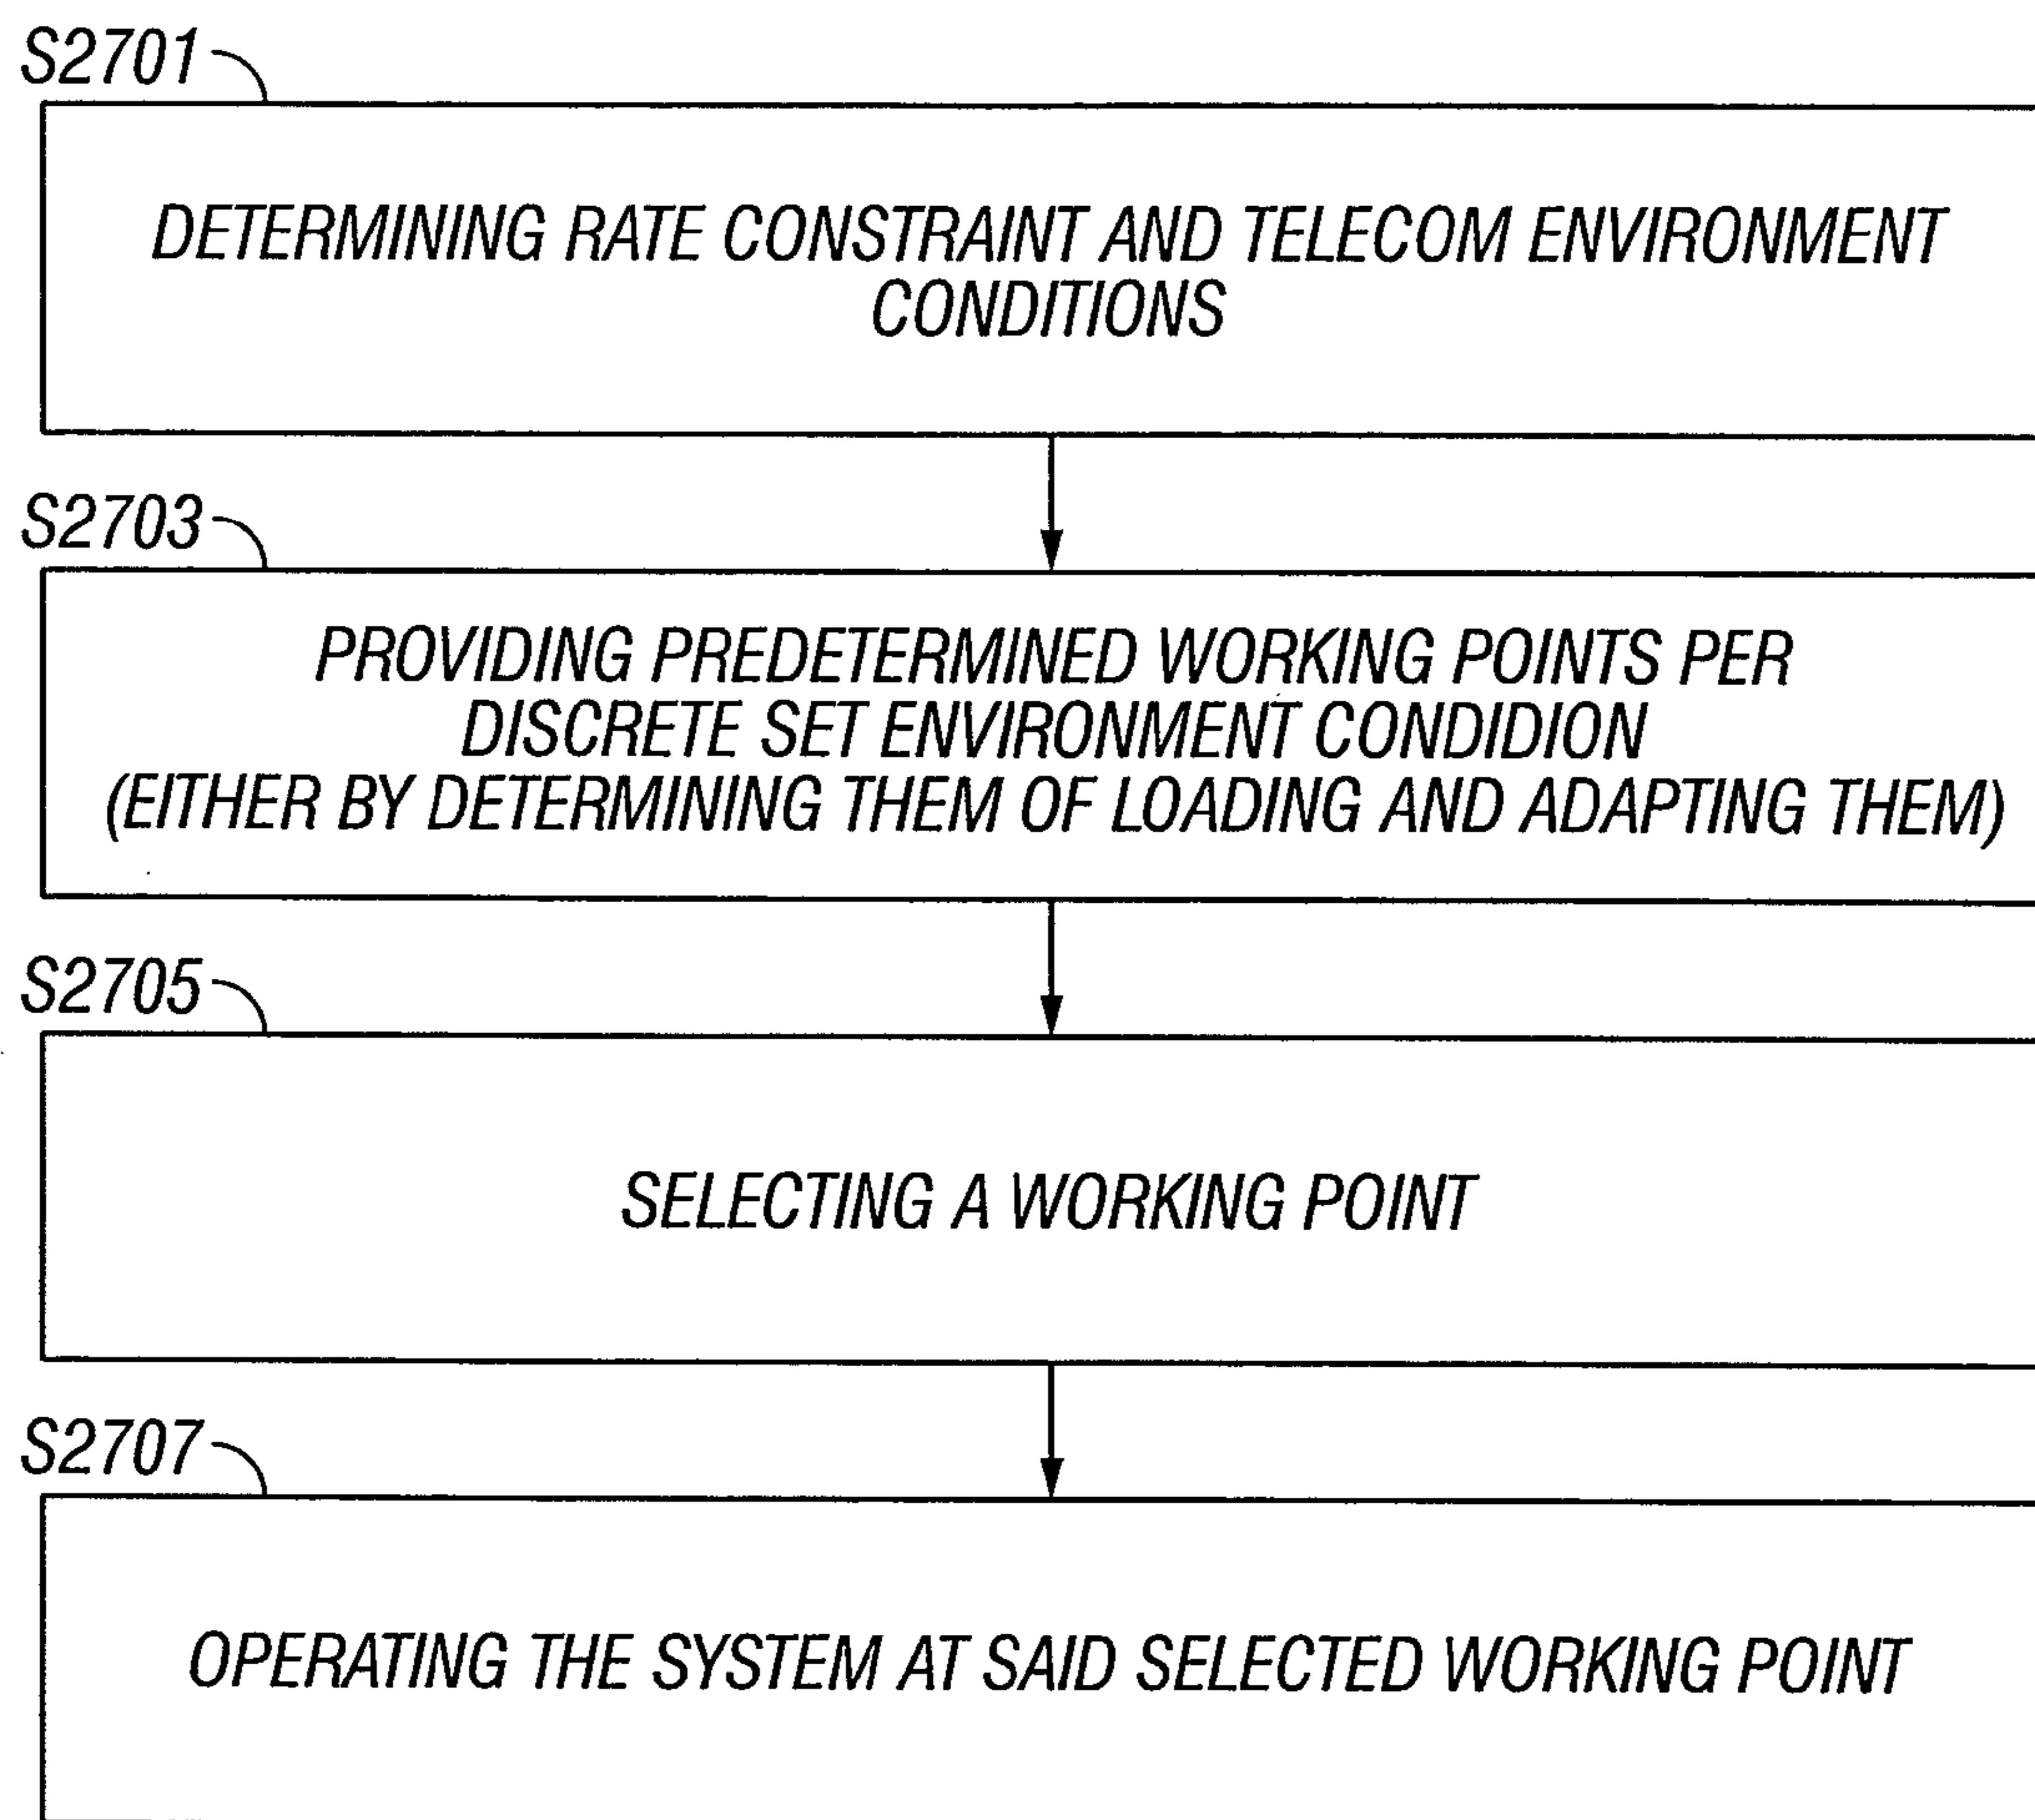 S2701
DETERMINING RATE CONSTRAINT AND TELECOM ENVIRONMENT
CONDITIONS
S2703
PROVIDING PREDETERMINED WORKING POINTS PER
DISCRETE SET ENVIRONMENT CONDIDION
(EITHER BY DETERMINING THEM OF LOADING AND ADAPTING THEM)
S2705
SELECTING A WORKING POINT
S2707
OPERATING THE SYSTEM AT SAID SELECTED WORKING POINT